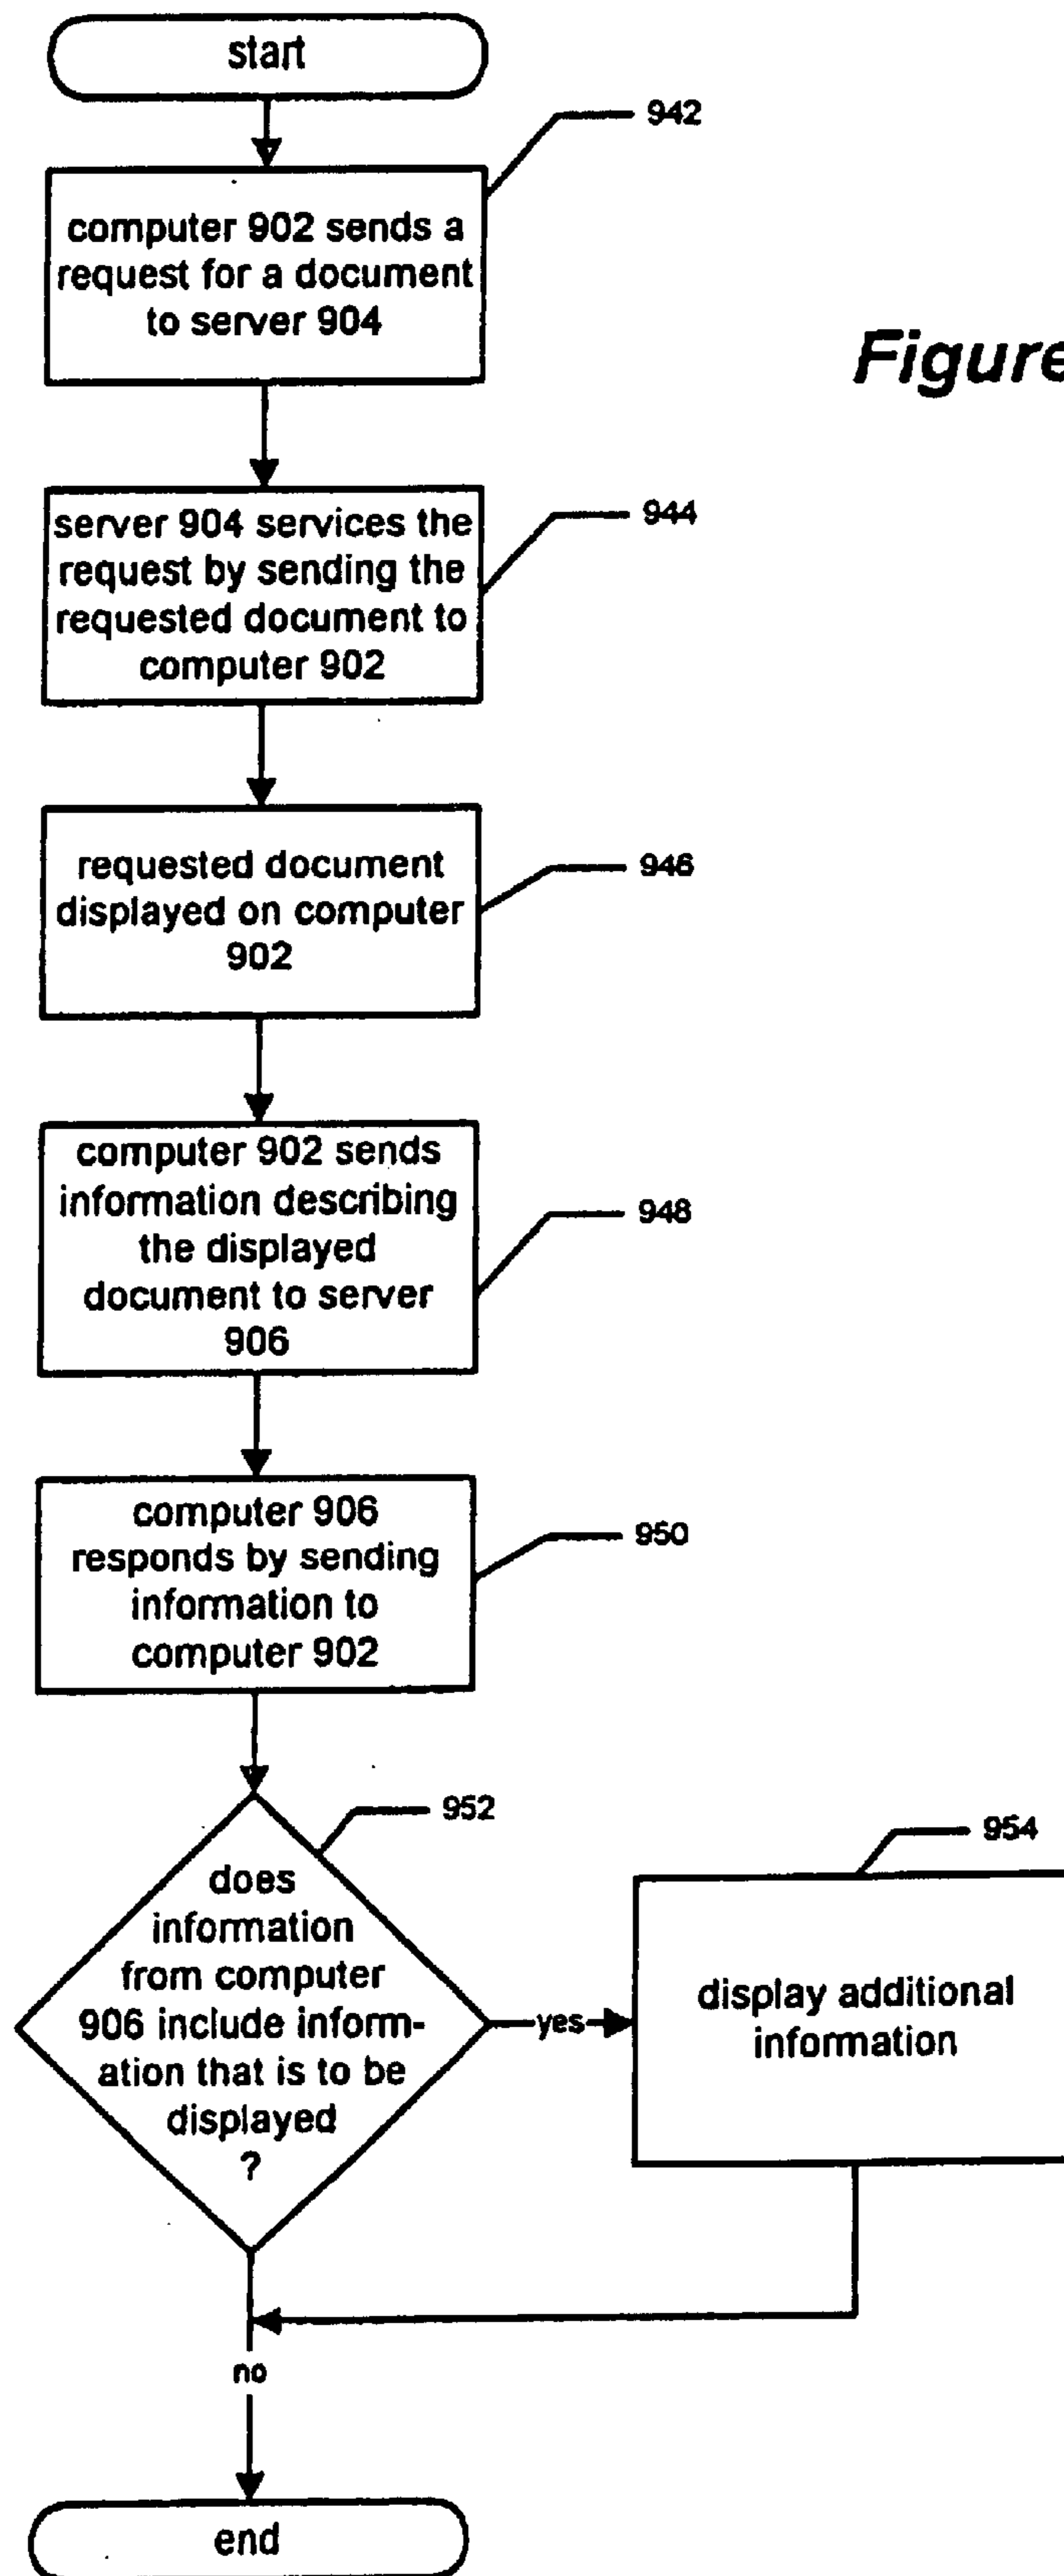 start
942
computer 902 sends a
request for a document
to server 904
Figure
server 904 services the
request by sending the
requested document to
computer 902
944
requested document
displayed on computer
902
946
computer 902 sends
information describing
the displayed
document to server
906
948
computer 906
responds by sending
information to
computer 902
950
952
does
information
from computer
906 include inform-
ation that is to be
displayed
?
yes
954
display additional
information
no
end